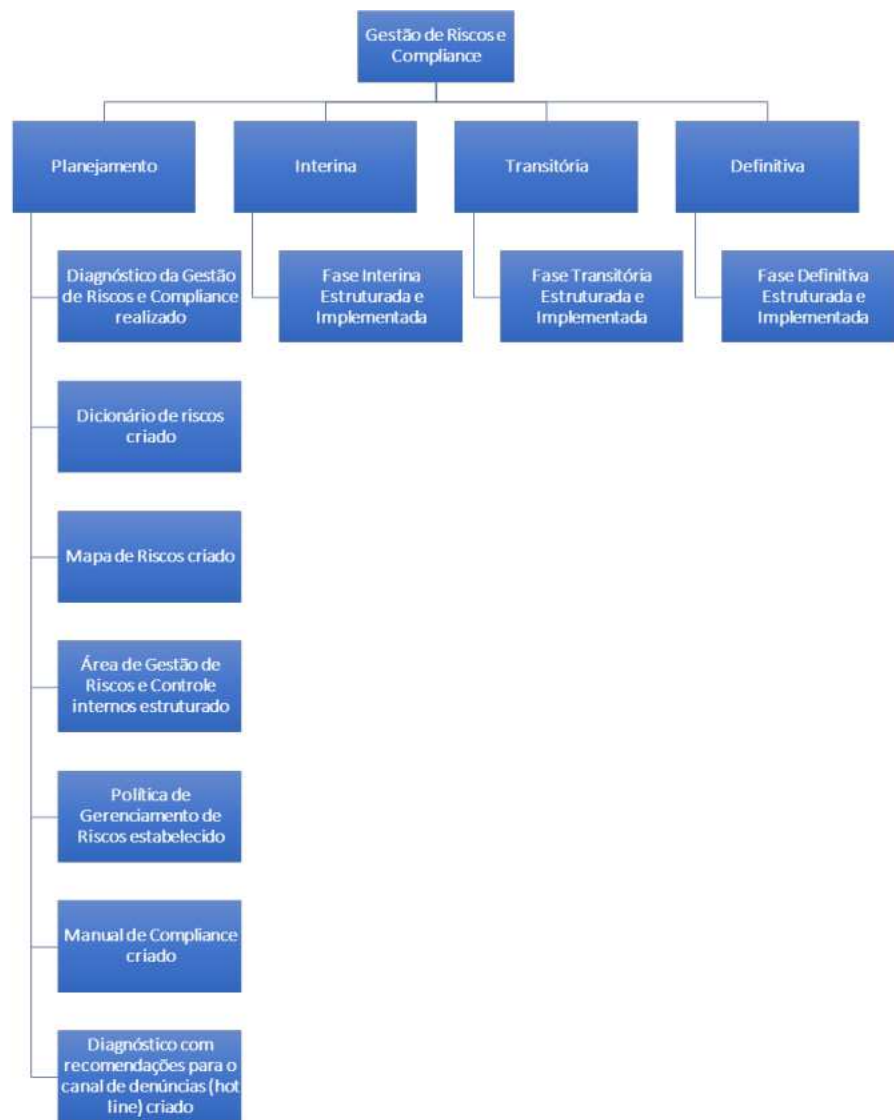 Gestão de Riscos e
Compliance
Planejamento
Interina
Transitória
Definitiva
Diagnóstico da Gestão
de Riscos e Compliance
realizado
Fase Interina
Estruturada e
Implementada
Fase Transitória
Estruturada e
Implementada
Fase Definitiva
Estruturada e
Implementada
Dicionário de riscos
criado
Mapa de Riscos criado
Área de Gestão de
Riscos e Controle
internos estruturado
Política de
Gerenciamento de
Riscos estabelecido
Manual de Compliance
criado
Diagnóstico com
recomendações para o
canal de denúncias (hot
line) criado